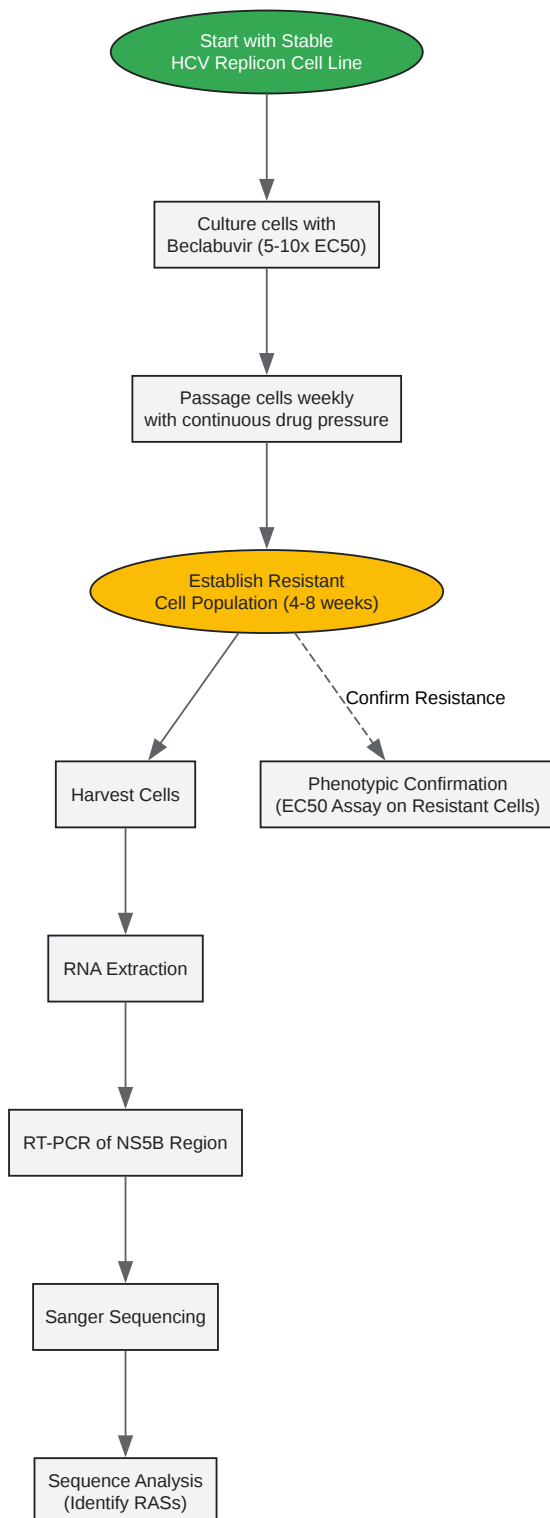 Start with Stable
HCV Replicon Cell Line
Culture cells with
Beclabuvir (5-10x EC50)
Passage cells weekly
with continuous drug pressure
Establish Resistant
Cell Population (4-8 weeks)
Confirm Resistance
Harvest Cells
Phenotypic Confirmation
(EC50 Assay on Resistant Cells)
RNA Extraction
RT-PCR of NS5B Region
Sanger Sequencing
Sequence Analysis
(Identify RASs)